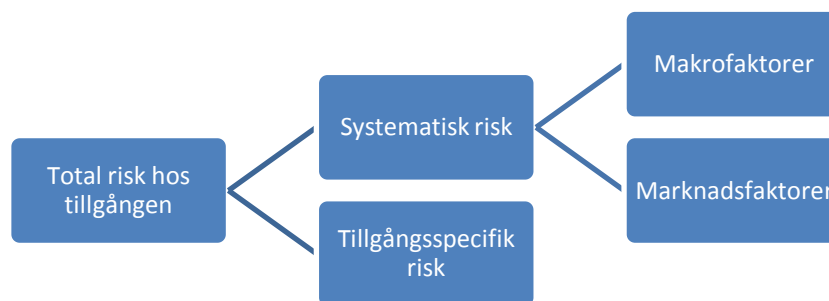 Total risk hos
tillgången
Systematisk risk
Tillgångsspecifik
risk
Makrofaktorer
Marknadsfaktorer